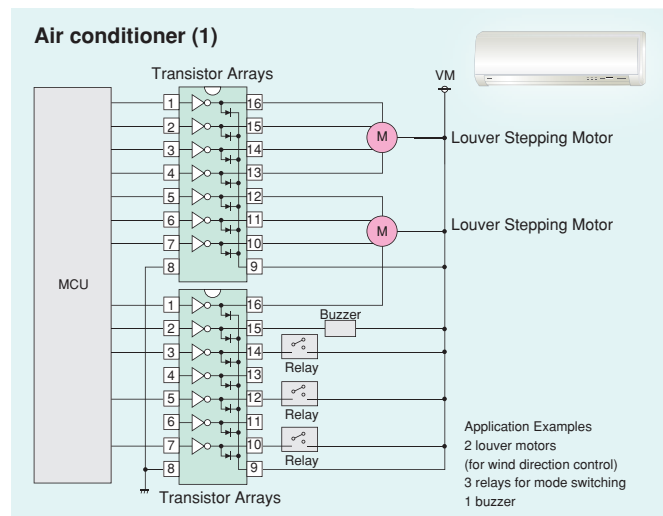 Air conditioner (1)
Transistor Arrays
VM
1 16
2 15
M
Louver Stepping Motor
3 14
4 13
5 12
6 11
Louver Stepping Motor
M
7 10
8 9
MCU
1 16
Buzzer
2 15
3 14
Relay
4 13
5 12
Relay
6 11
7 10
Relay
8 9
Transistor Arrays
Application Examples
2 louver motors
(for wind direction control)
3 relays for mode switching
1 buzzer